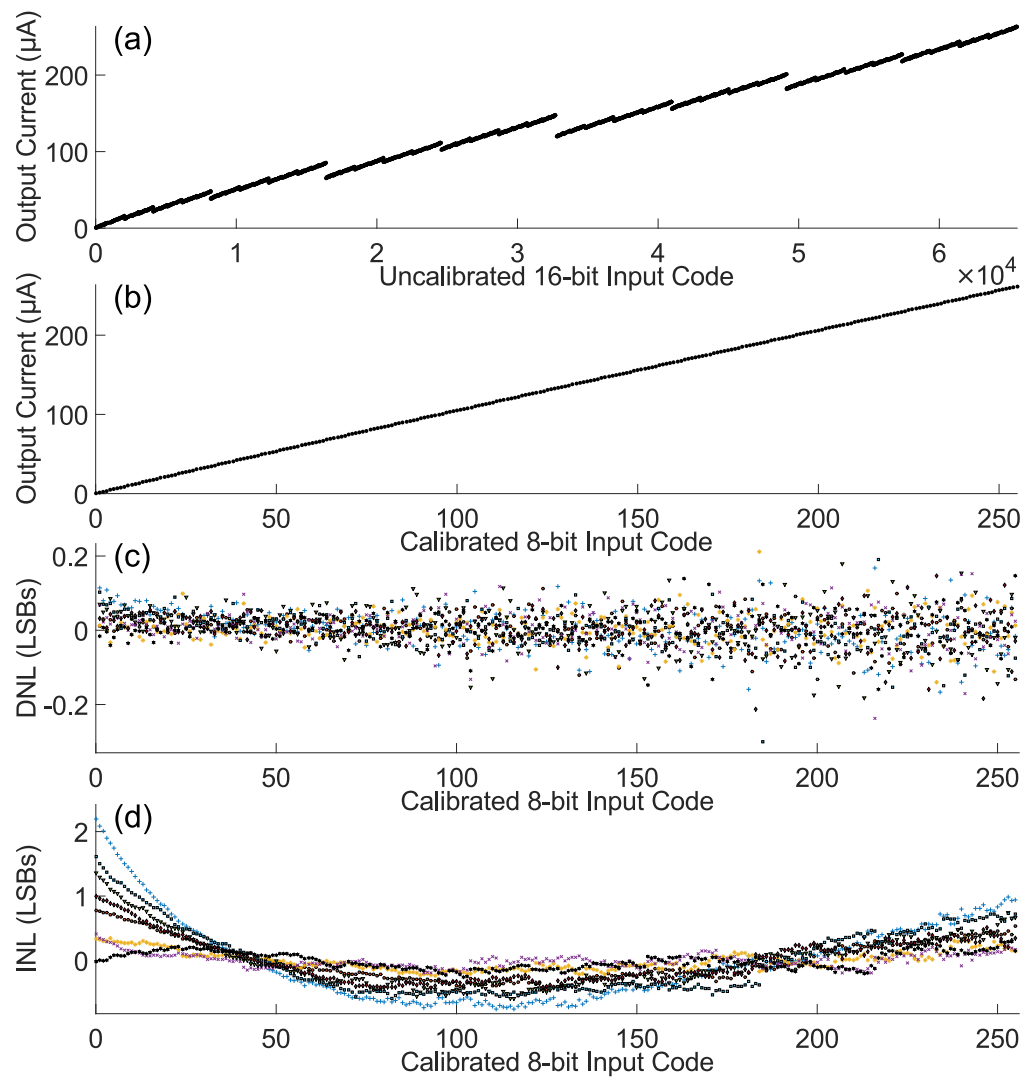 (a)
Output Current (µA)
200
100
0
0 1 2 3 4 5 6
Uncalibrated 16-bit Input Code
×10⁴
(b)
Output Current (µA)
200
100
0
0 50 100 150 200 250
Calibrated 8-bit Input Code
(c)
DNL (LSBs)
0.2
0
-0.2
0 50 100 150 200 250
Calibrated 8-bit Input Code
(d)
INL (LSBs)
2
1
0
0 50 100 150 200 250
Calibrated 8-bit Input Code